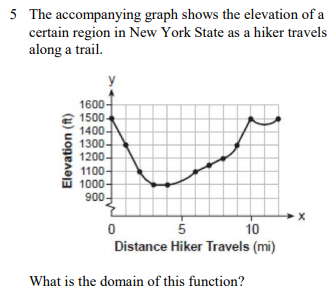 5 The accompanying graph shows the elevation of a
certain region in New York State as a hiker travels
along a trail.
y
1600
1500
1400
1300
1200
1100
1000
900
Elevation (ft)
x
0 5 10
Distance Hiker Travels (mi)
What is the domain of this function?